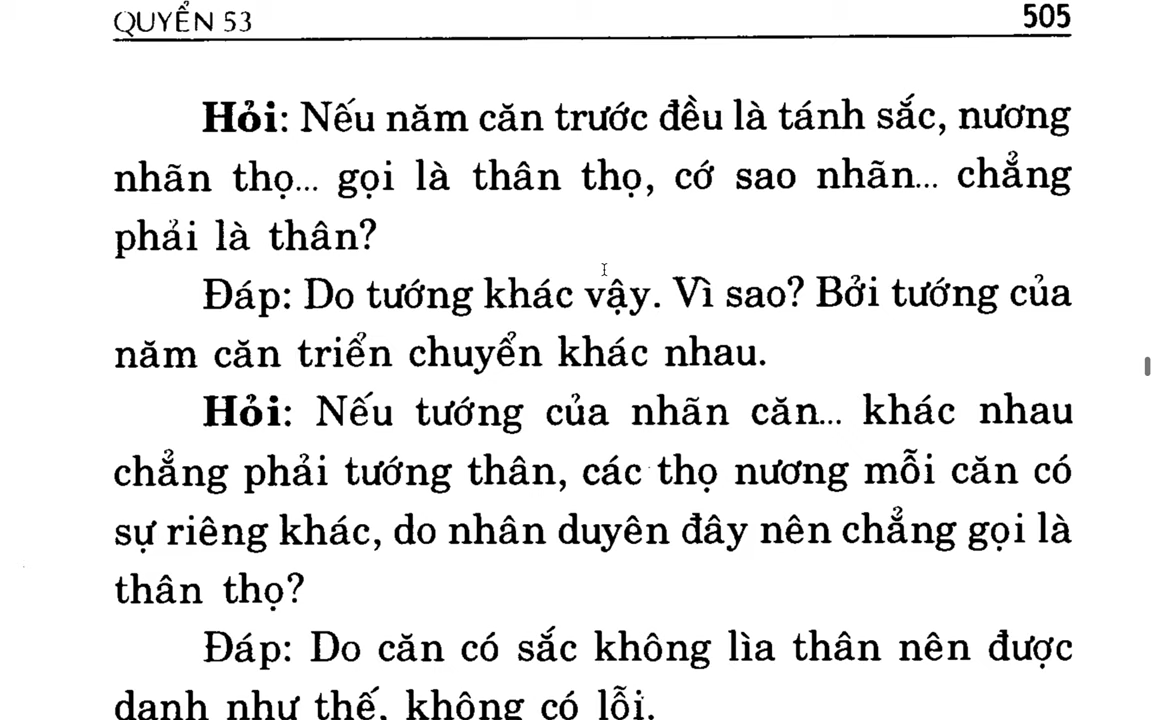 QUYỂN 53 505
Hỏi: Nếu năm căn trước đều là tánh sắc, nương
nhãn thọ... gọi là thân thọ, cớ sao nhãn... chẳng
phải là thân?
Đáp: Do tướng khác vậy. Vì sao? Bởi tướng của
năm căn triển chuyển khác nhau.
Hỏi: Nếu tướng của nhãn căn... khác nhau
chẳng phải tướng thân, các thọ nương mỗi căn có
sự riêng khác, do nhân duyên đây nên chẳng gọi là
thân thọ?
Đáp: Do căn có sắc không lìa thân nên được
danh như thế, không có lỗi.